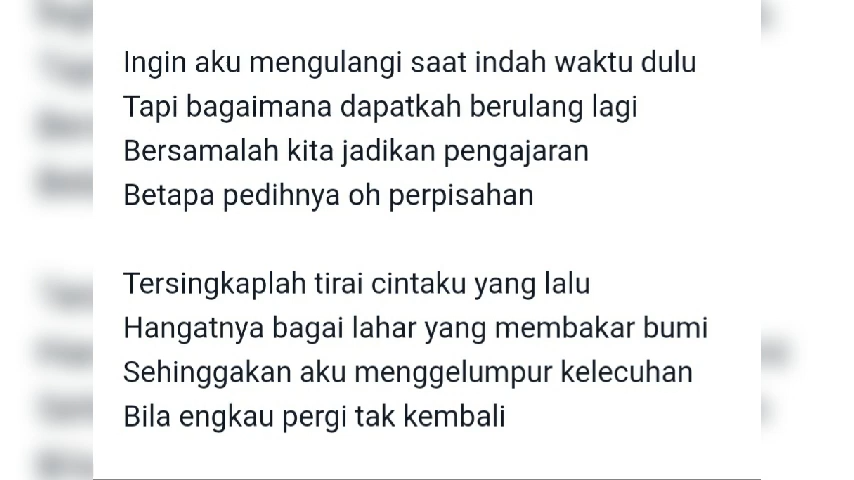 Ingin aku mengulangi saat indah waktu dulu
Tapi bagaimana dapatkah berulang lagi
Bersamalah kita jadikan pengajaran
Betapa pedihnya oh perpisahan
Tersingkaplah tirai cintaku yang lalu
Hangatnya bagai lahar yang membakar bumi
Sehinggakan aku menggelumpur kelecuhan
Bila engkau pergi tak kembali